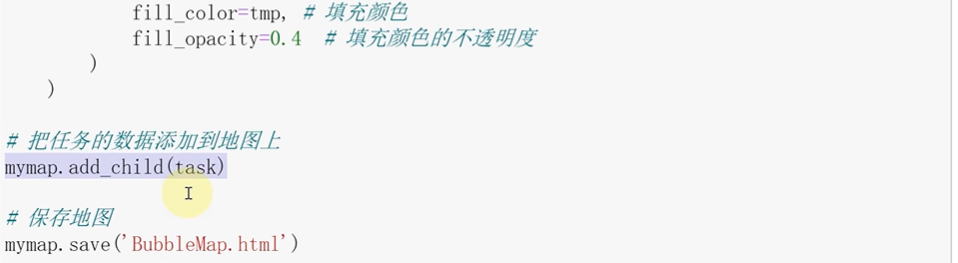 fill_color=tmp, # 填充颜色
fill_opacity=0.4 # 填充颜色的不透明度
)
)
# 把任务的数据添加到地图上
mymap.add_child(task)
# 保存地图
mymap.save('BubbleMap.html')